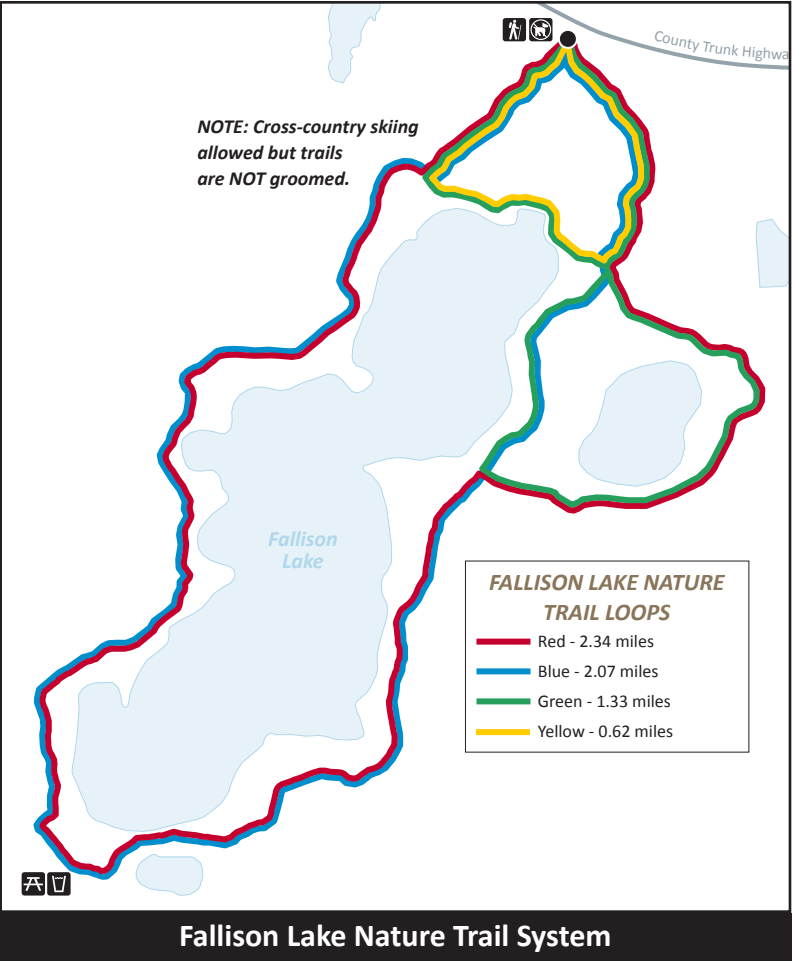 County Trunk Highwa
NOTE: Cross-country skiing
allowed but trails
are NOT groomed.
Fallison
Lake
FALLISON LAKE NATURE
TRAIL LOOPS
Red - 2.34 miles
Blue - 2.07 miles
Green - 1.33 miles
Yellow - 0.62 miles
Fallison Lake Nature Trail System